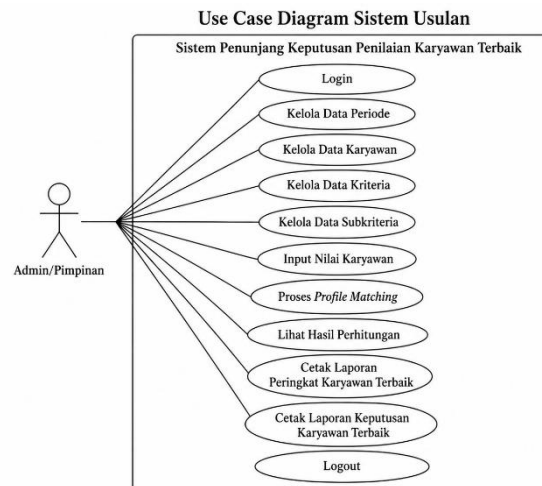 Use Case Diagram Sistem Usulan
Sistem Penunjang Keputusan Penilaian Karyawan Terbaik
Login
Kelola Data Periode
Kelola Data Karyawan
Kelola Data Kriteria
Kelola Data Subkriteria
Input Nilai Karyawan
Proses Profile Matching
Lihat Hasil Perhitungan
Cetak Laporan
Peringkat Karyawan Terbaik
Cetak Laporan Keputusan
Karyawan Terbaik
Logout
Admin/Pimpinan